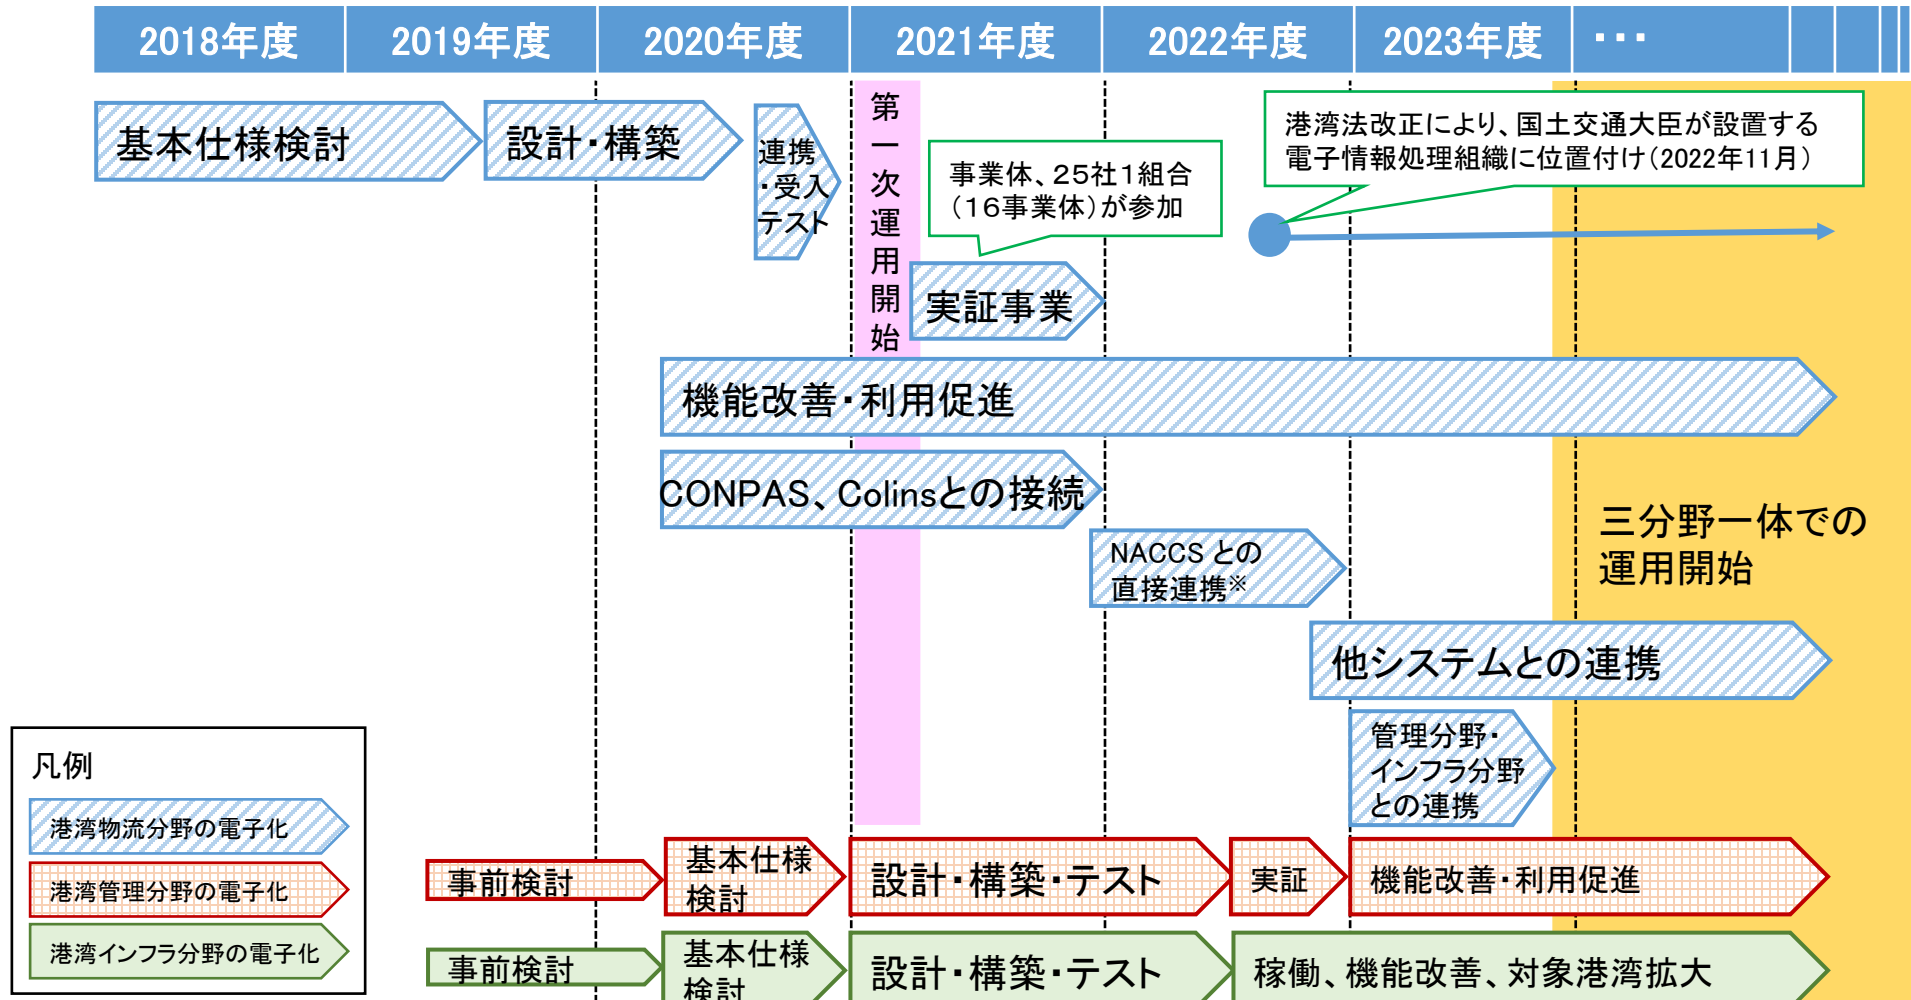 2018年度 2019年度 2020年度 2021年度 2022年度 2023年度 ・・・
基本仕様検討
設計・構築
連携
・受入
テスト
第一次運用開始
事業体、25社1組合
（16事業体）が参加
港湾法改正により、国土交通大臣が設置する
電子情報処理組織に位置付け（2022年11月）
実証事業
機能改善・利用促進
CONPAS、Colinsとの接続
NACCS との
直接連携※
三分野一体での
運用開始
他システムとの連携
管理分野・
インフラ分野
との連携
凡例
港湾物流分野の電子化
港湾管理分野の電子化
港湾インフラ分野の電子化
事前検討
基本仕様
検討
設計・構築・テスト
実証
機能改善・利用促進
事前検討
基本仕様
検討
設計・構築・テスト
稼働、機能改善、対象港湾拡大